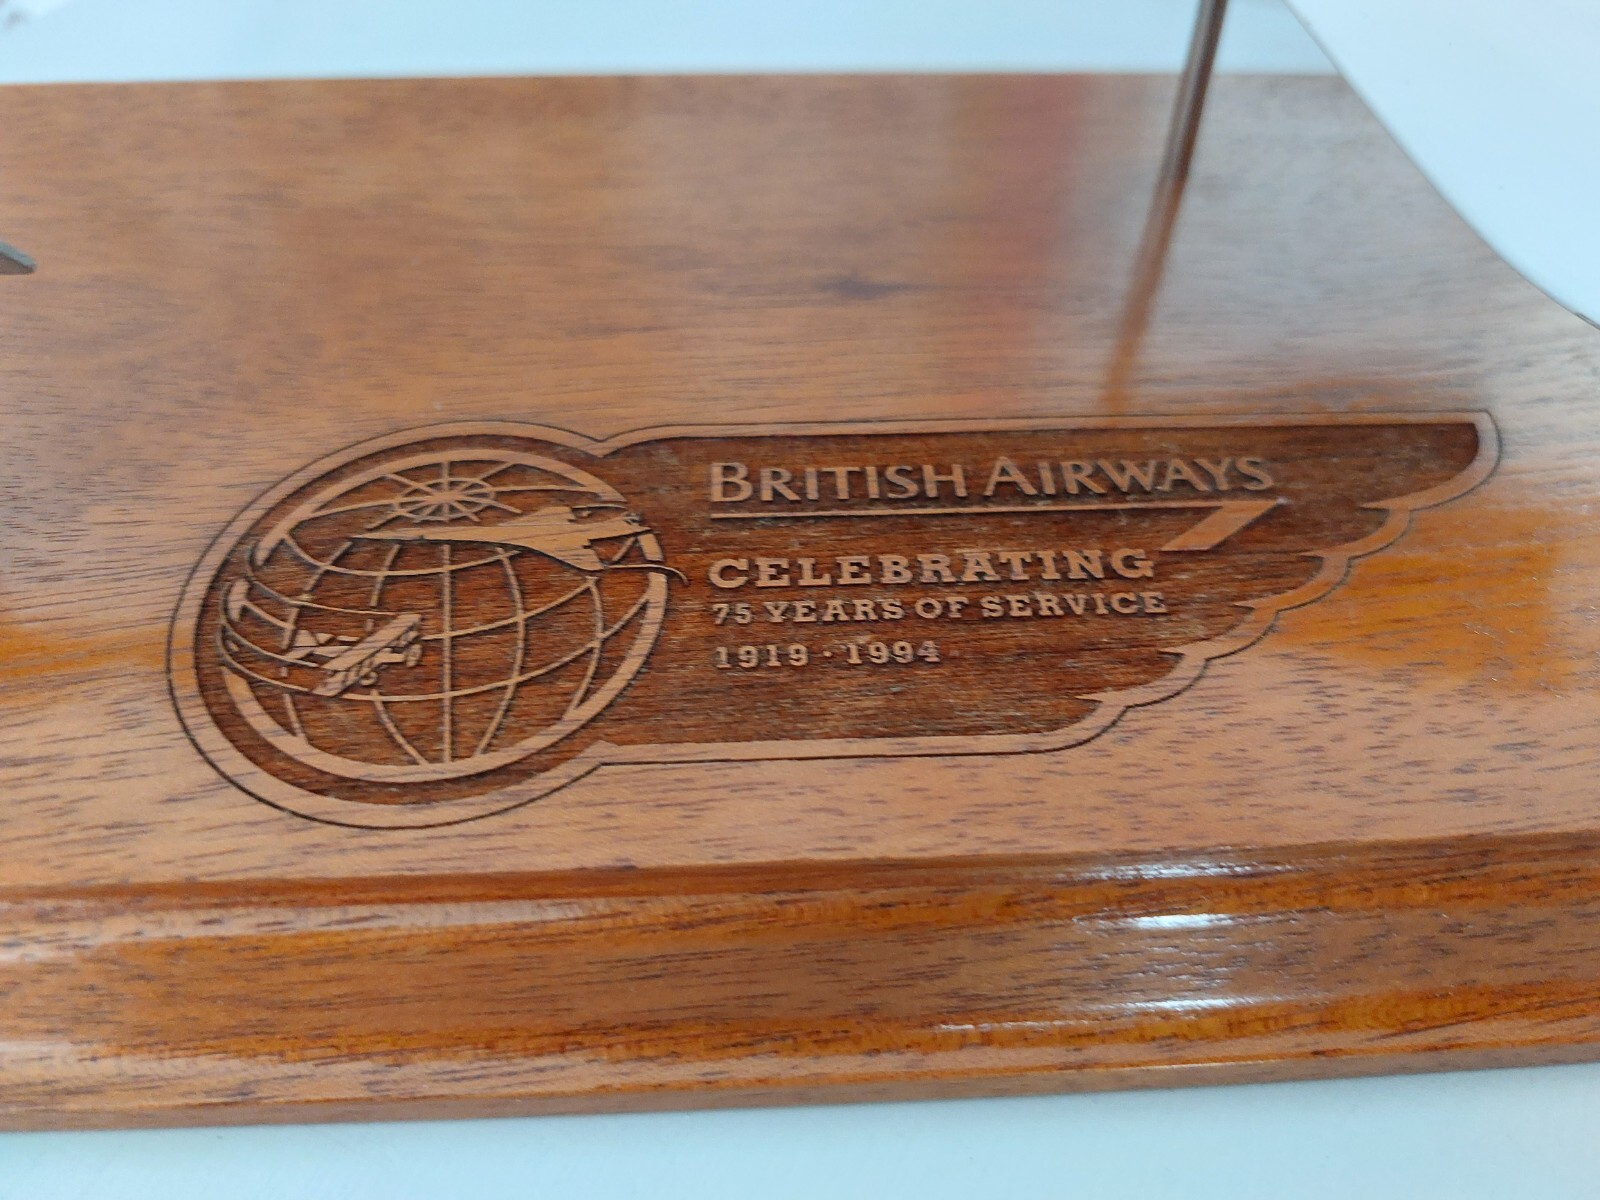 BRITISH AIRWAYS
CELEBRATING
75 YEARS OF SERVICE
1919 · 1994